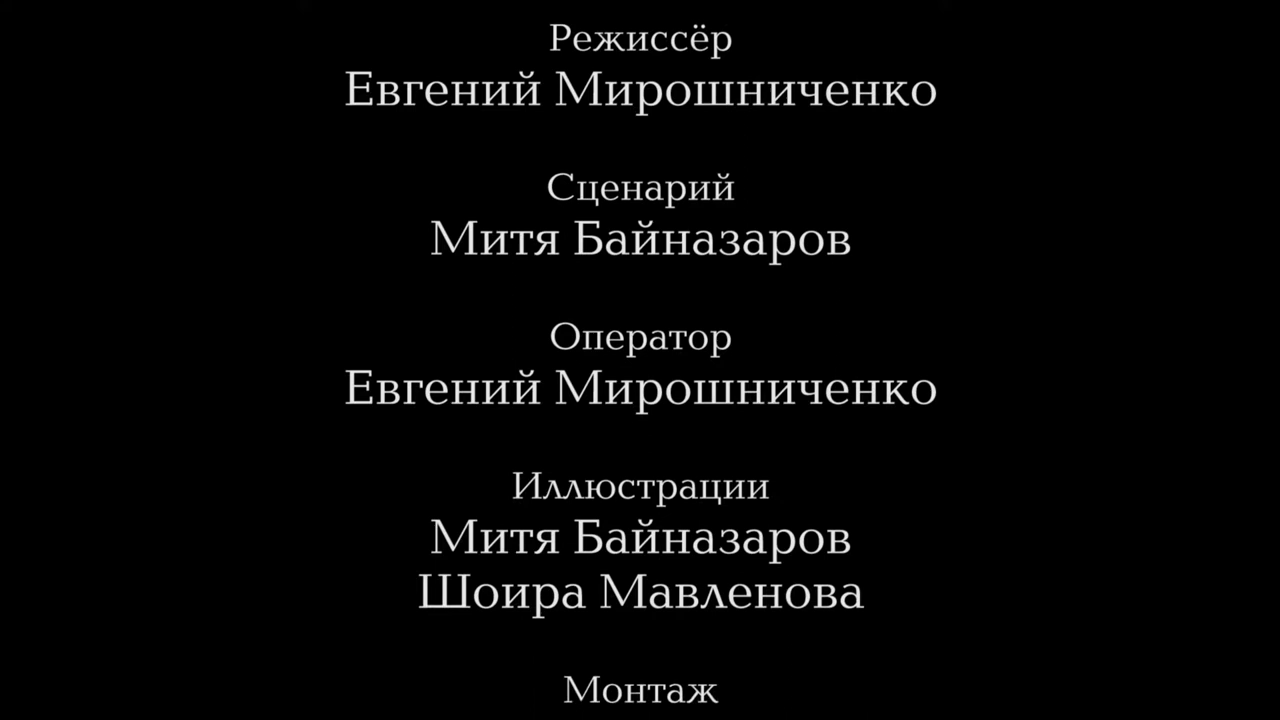 Режиссёр
Евгений Мирошниченко
Сценарий
Митя Байназаров
Оператор
Евгений Мирошниченко
Иллюстрации
Митя Байназаров
Шоира Мавленова
Монтаж